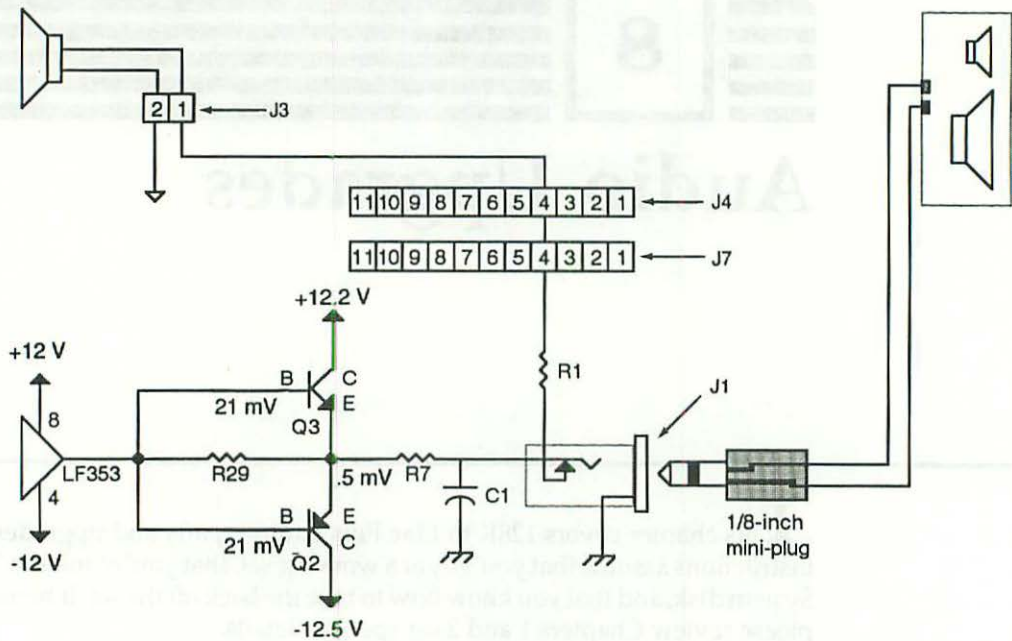 2 1
J3
11 10 9 8 7 6 5 4 3 2 1
J4
11 10 9 8 7 6 5 4 3 2 1
J7
+12.2 V
+12 V
R1
B
C
J1
8
21 mV
E
Q3
LF353
R29
.5 mV
R7
4
C1
B
E
21 mV
Q2
1/8-inch
mini-plug
-12 V
-12.5 V